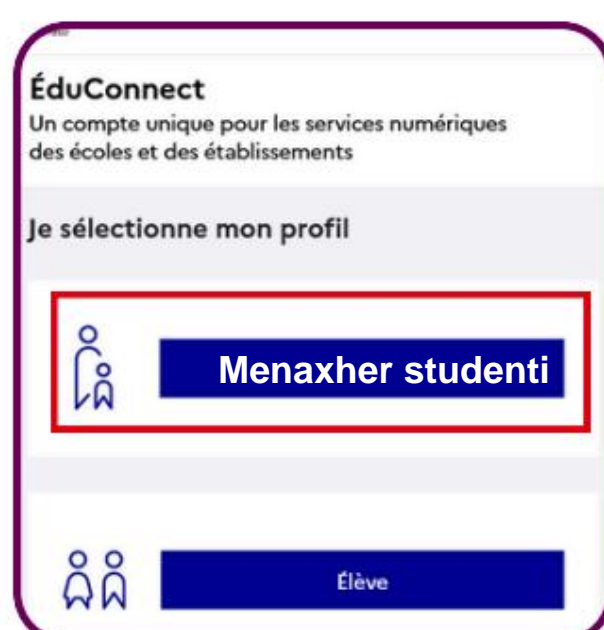 ÉduConnect
Un compte unique pour les services numériques
des écoles et des établissements
Je sélectionne mon profil
Menaxher studenti
Élève